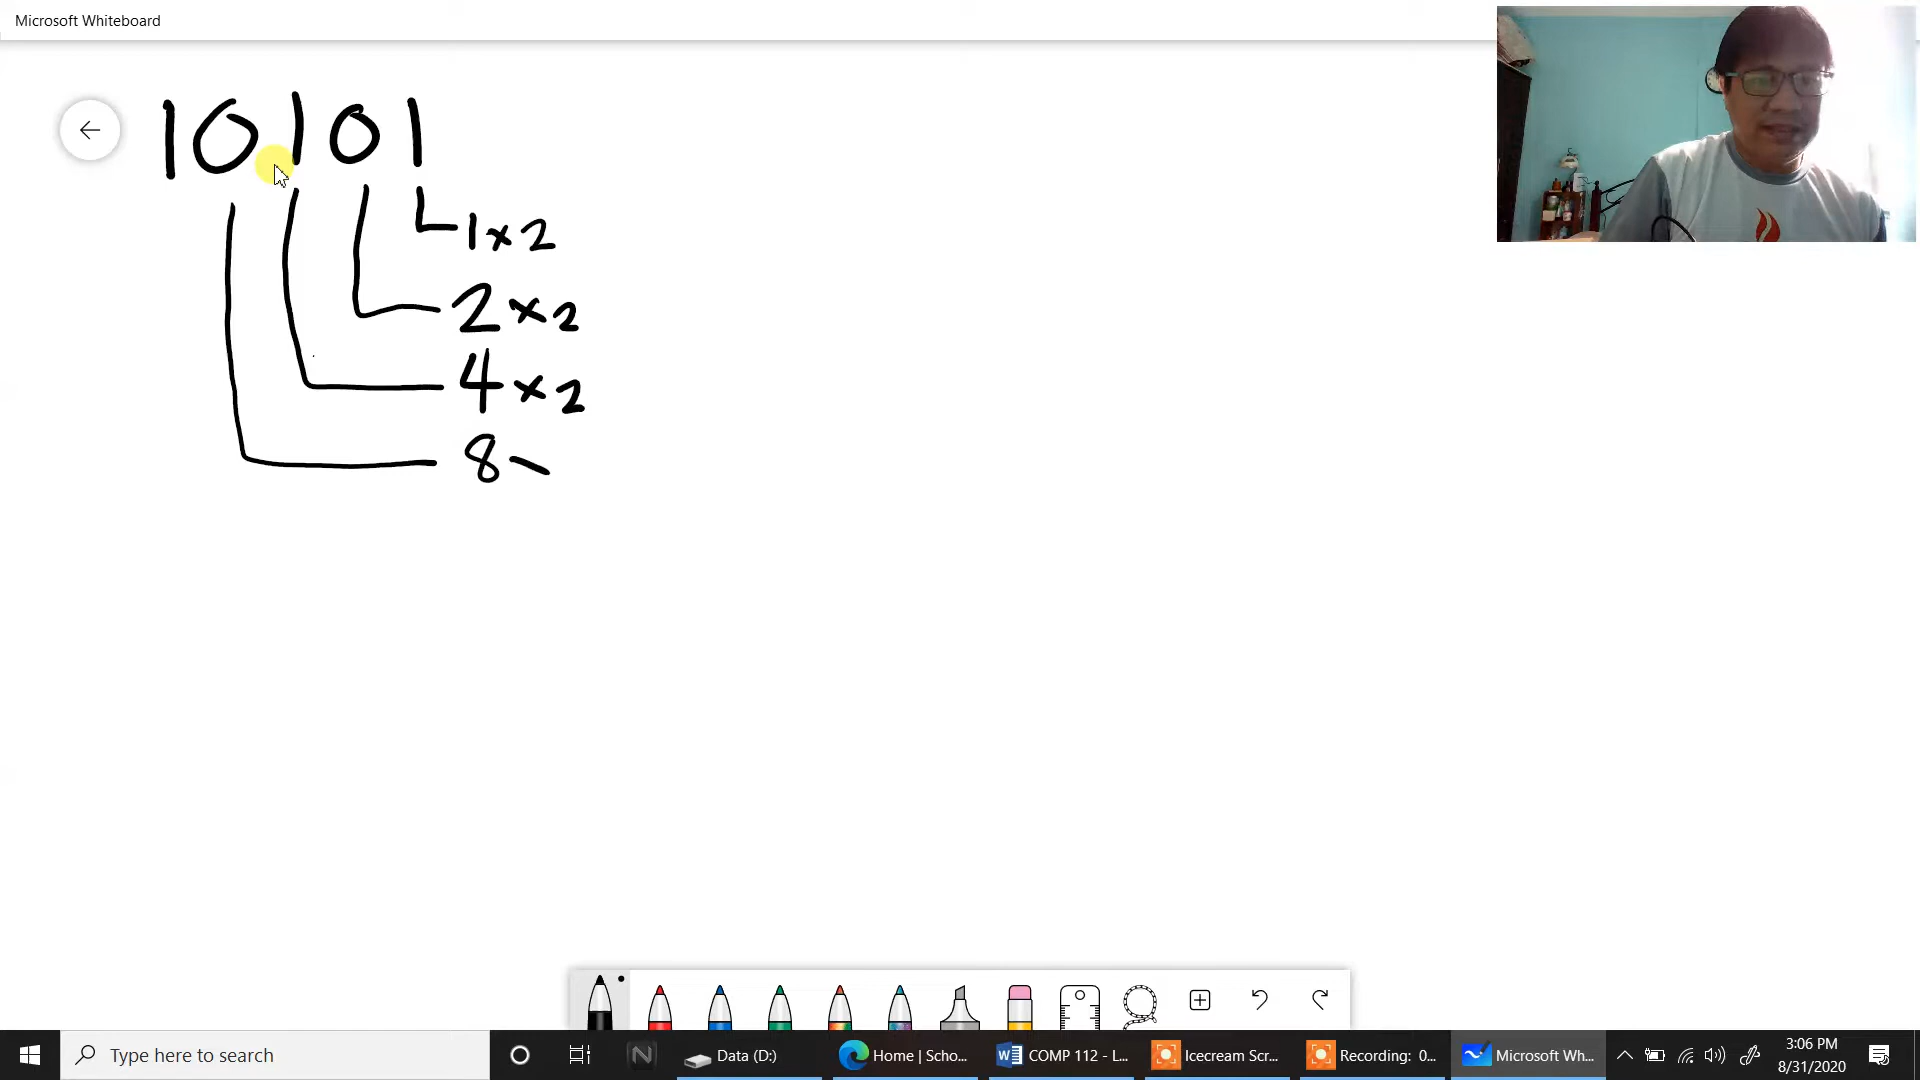 Microsoft Whiteboard
10101
1×2
2×2
4×2
8
Type here to search
Data (D:)
Home | Scho...
COMP 112 - L...
Icecream Scr...
Recording: 0...
Microsoft Wh...
3:06 PM
8/31/2020